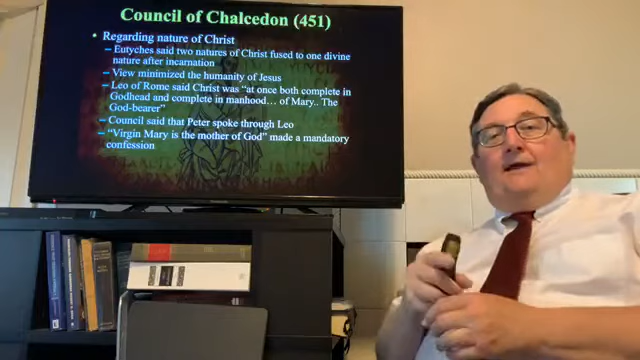 Council of Chalcedon (451)
• Regarding nature of Christ
– Eutyches said two natures of Christ fused to one divine
nature after incarnation
– View minimized the humanity of Jesus
– Leo of Rome said Christ was “at once both complete in
Godhead and complete in manhood… of Mary.. The
God-bearer”
– Council said that Peter spoke through Leo
– “Virgin Mary is the mother of God” made a mandatory
confession